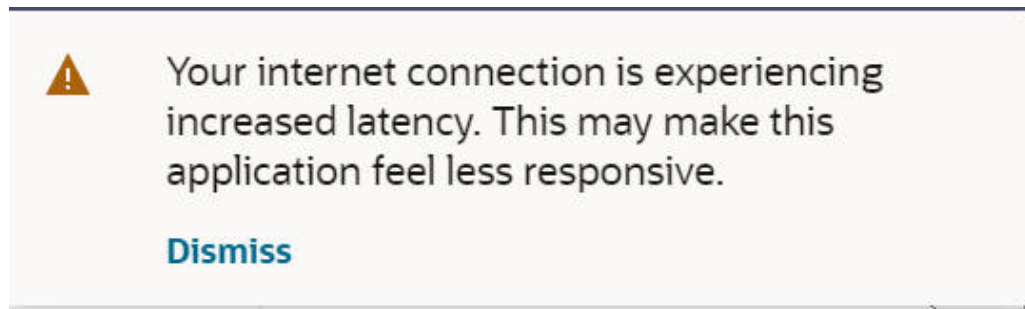 Your internet connection is experiencing
increased latency. This may make this
application feel less responsive.
Dismiss